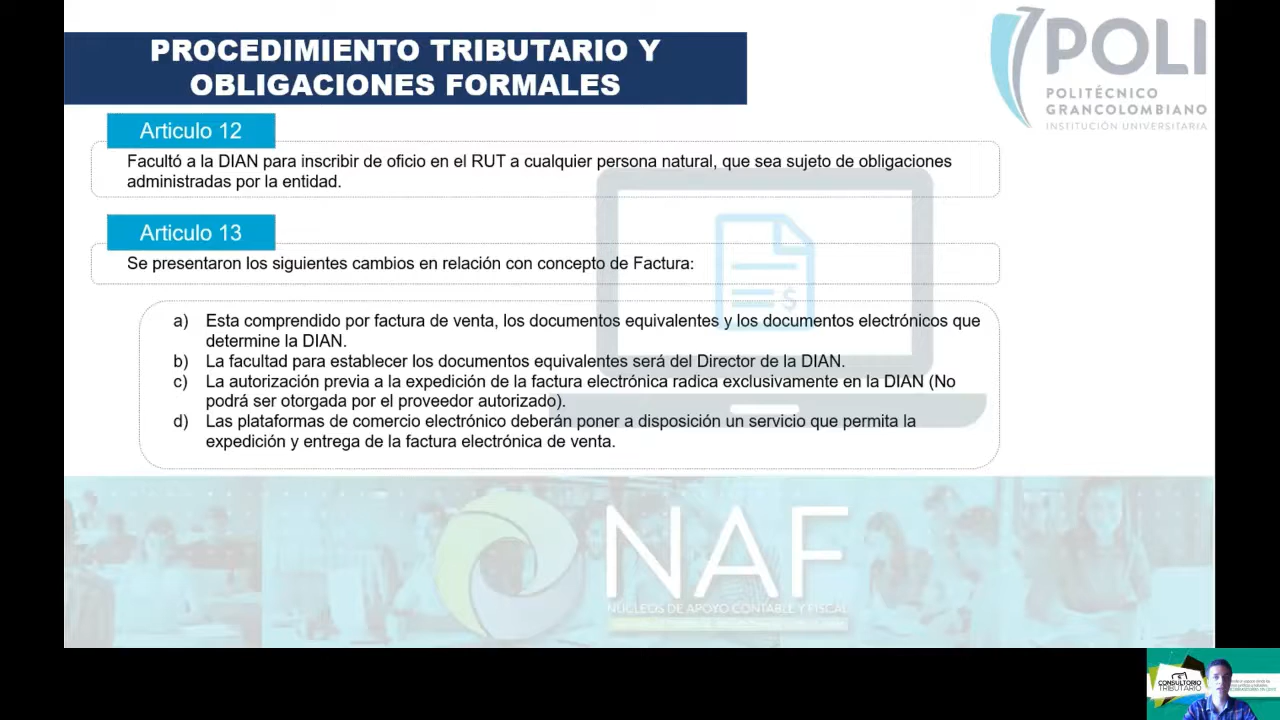 PROCEDIMIENTO TRIBUTARIO Y
OBLIGACIONES FORMALES
POLI
POLITÉCNICO
GRANCOLOMBIANO
INSTITUCIÓN UNIVERSITARIA
Articulo 12
Facultó a la DIAN para inscribir de oficio en el RUT a cualquier persona natural, que sea sujeto de obligaciones
administradas por la entidad.
Articulo 13
Se presentaron los siguientes cambios en relación con concepto de Factura:
a) Esta comprendido por factura de venta, los documentos equivalentes y los documentos electrónicos que
determine la DIAN.
b) La facultad para establecer los documentos equivalentes será del Director de la DIAN.
c) La autorización previa a la expedición de la factura electrónica radica exclusivamente en la DIAN (No
podrá ser otorgada por el proveedor autorizado).
d) Las plataformas de comercio electrónico deberán poner a disposición un servicio que permita la
expedición y entrega de la factura electrónica de venta.
$
NAF
NÚCLEOS DE APOYO CONTABLE Y FISCAL
CONSULTORIO
TRIBUTARIO